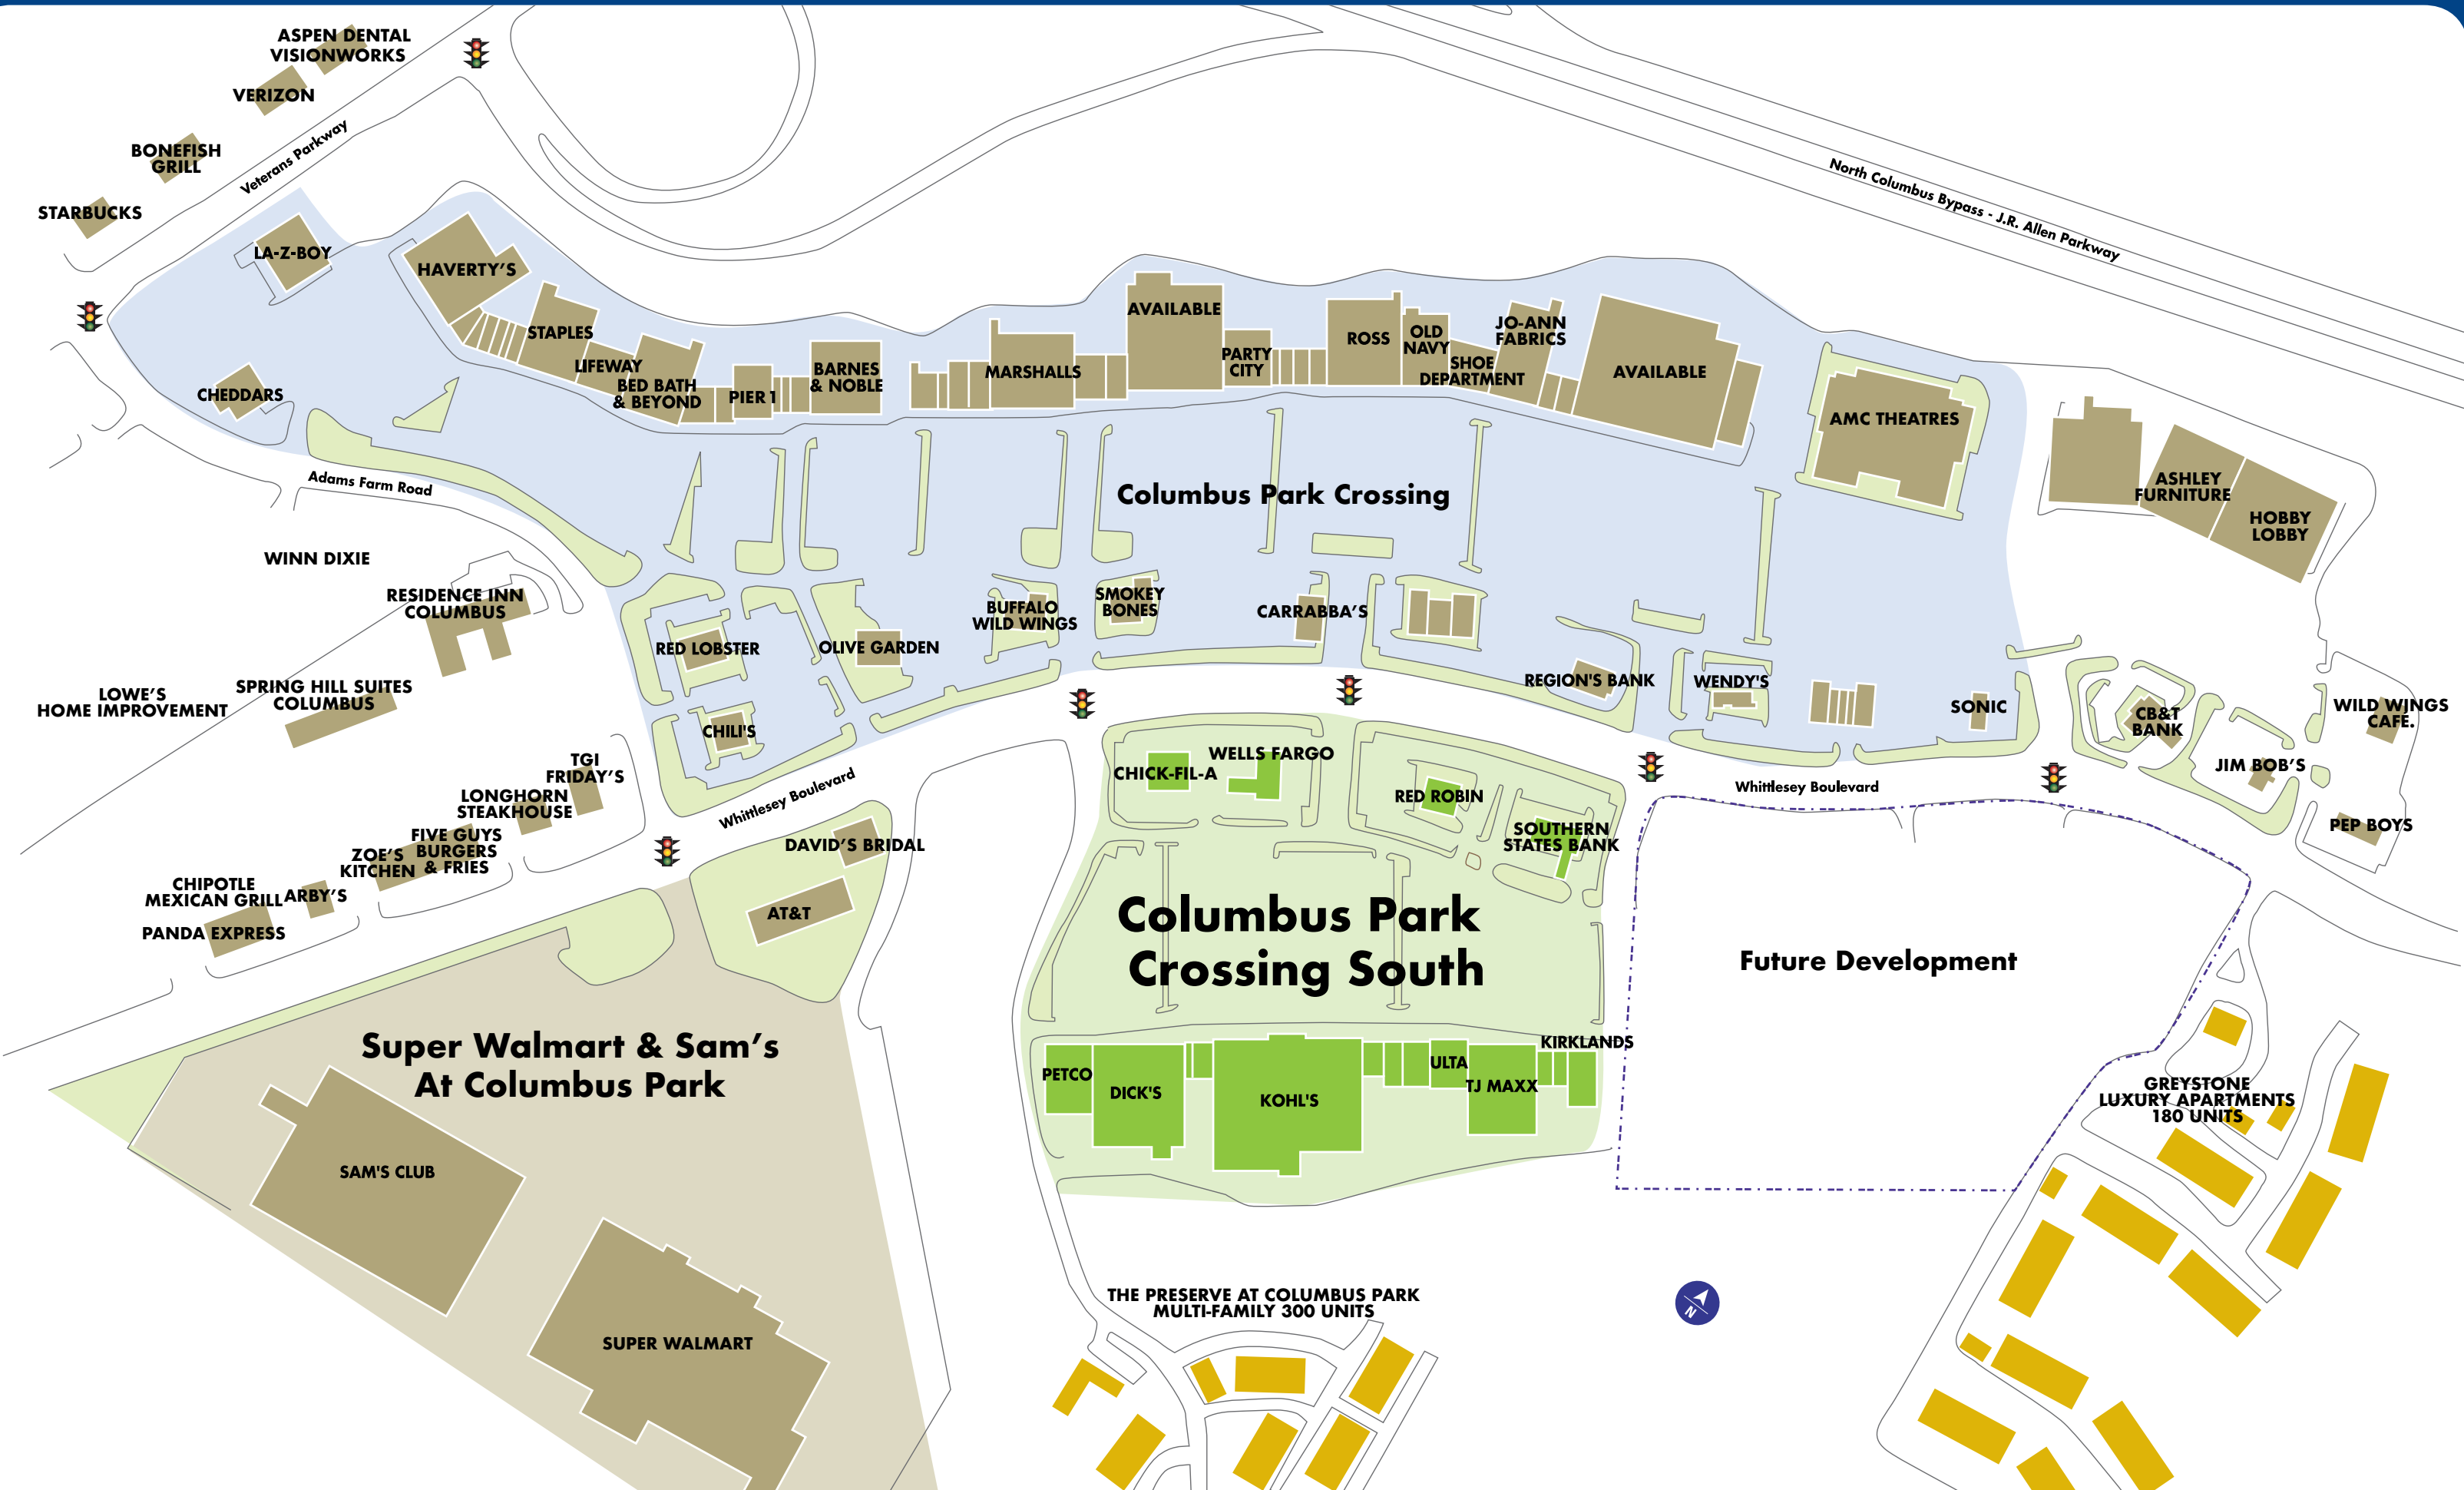 ASPEN DENTAL
VISIONWORKS
VERIZON
BONEFISH
GRILL
STARBUCKS
Veterans Parkway
North Columbus Bypass - J.R. Allen Parkway
LA-Z-BOY
HAVERTY'S
STAPLES
LIFEWAY
BED BATH
& BEYOND
PIER 1
BARNES
& NOBLE
MARSHALLS
AVAILABLE
PARTY
CITY
ROSS
OLD
NAVY
SHOE
DEPARTMENT
JO-ANN
FABRICS
AVAILABLE
AMC THEATRES
ASHLEY
FURNITURE
HOBBY
LOBBY
CHEDDARS
Adams Farm Road
Columbus Park Crossing
WINN DIXIE
RESIDENCE INN
COLUMBUS
LOWE'S
HOME IMPROVEMENT
SPRING HILL SUITES
COLUMBUS
RED LOBSTER
OLIVE GARDEN
BUFFALO
WILD WINGS
SMOKEY
BONES
CARRABBA'S
REGION'S BANK
WENDY'S
SONIC
CB&T
BANK
WILD WINGS
CAFE.
JIM BOB'S
PEP BOYS
CHILI'S
TGI
FRIDAY'S
LONGHORN
STEAKHOUSE
FIVE GUYS
BURGERS
& FRIES
ZOE'S
KITCHEN
ARBY'S
CHIPOTLE
MEXICAN GRILL
PANDA EXPRESS
Whittlesey Boulevard
DAVID'S BRIDAL
AT&T
CHICK-FIL-A
WELLS FARGO
RED ROBIN
SOUTHERN
STATES BANK
Whittlesey Boulevard
Columbus Park
Crossing South
Future Development
Super Walmart & Sam's
At Columbus Park
SAM'S CLUB
SUPER WALMART
PETCO
DICK'S
KOHL'S
ULTA
TJ MAXX
KIRKLANDS
GREYSTONE
LUXURY APARTMENTS
180 UNITS
THE PRESERVE AT COLUMBUS PARK
MULTI-FAMILY 300 UNITS
N